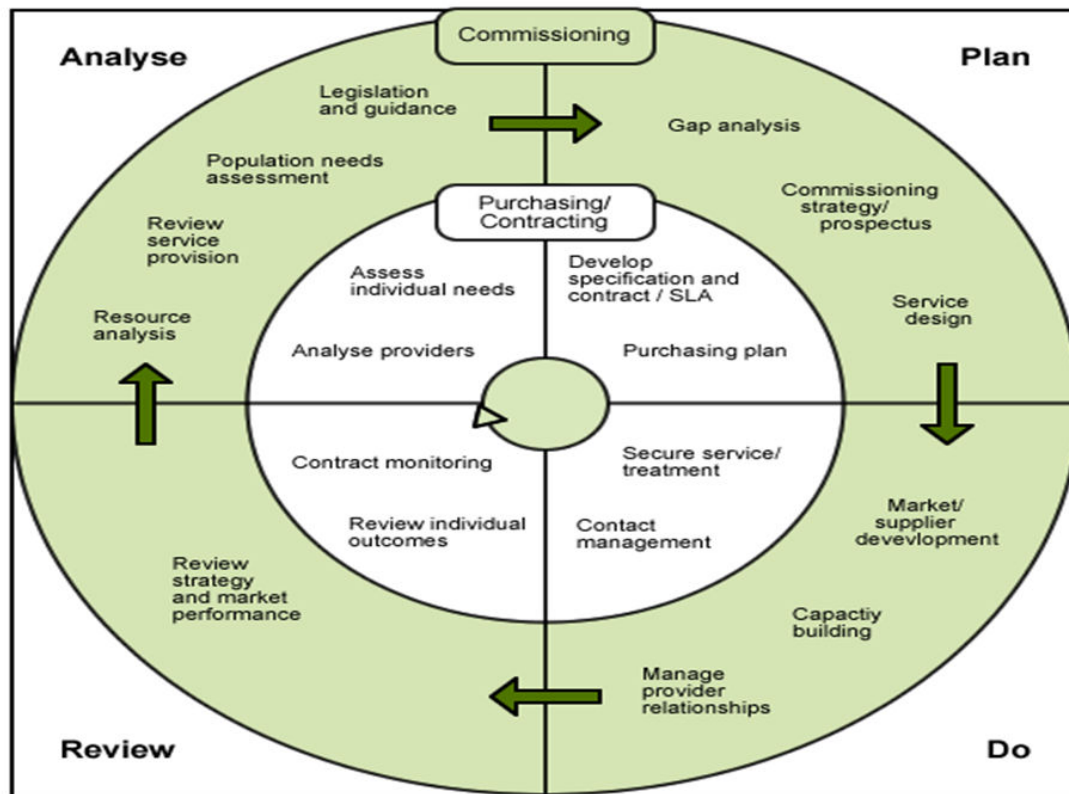 Analyse
Commissioning
Plan
Legislation
and guidance
Gap analysis
Population needs
assessment
Commissioning
strategy/
prospectus
Review
service
provision
Purchasing/
Contracting
Assess
individual needs
Develop
specification and
contract / SLA
Resource
analysis
Service
design
Analyse providers
Purchasing plan
Contract monitoring
Secure service/
treatment
Review individual
outcomes
Contact
management
Market/
supplier
devevlopment
Review
strategy
and market
performance
Capactiy
building
Manage
provider
relationships
Review
Do